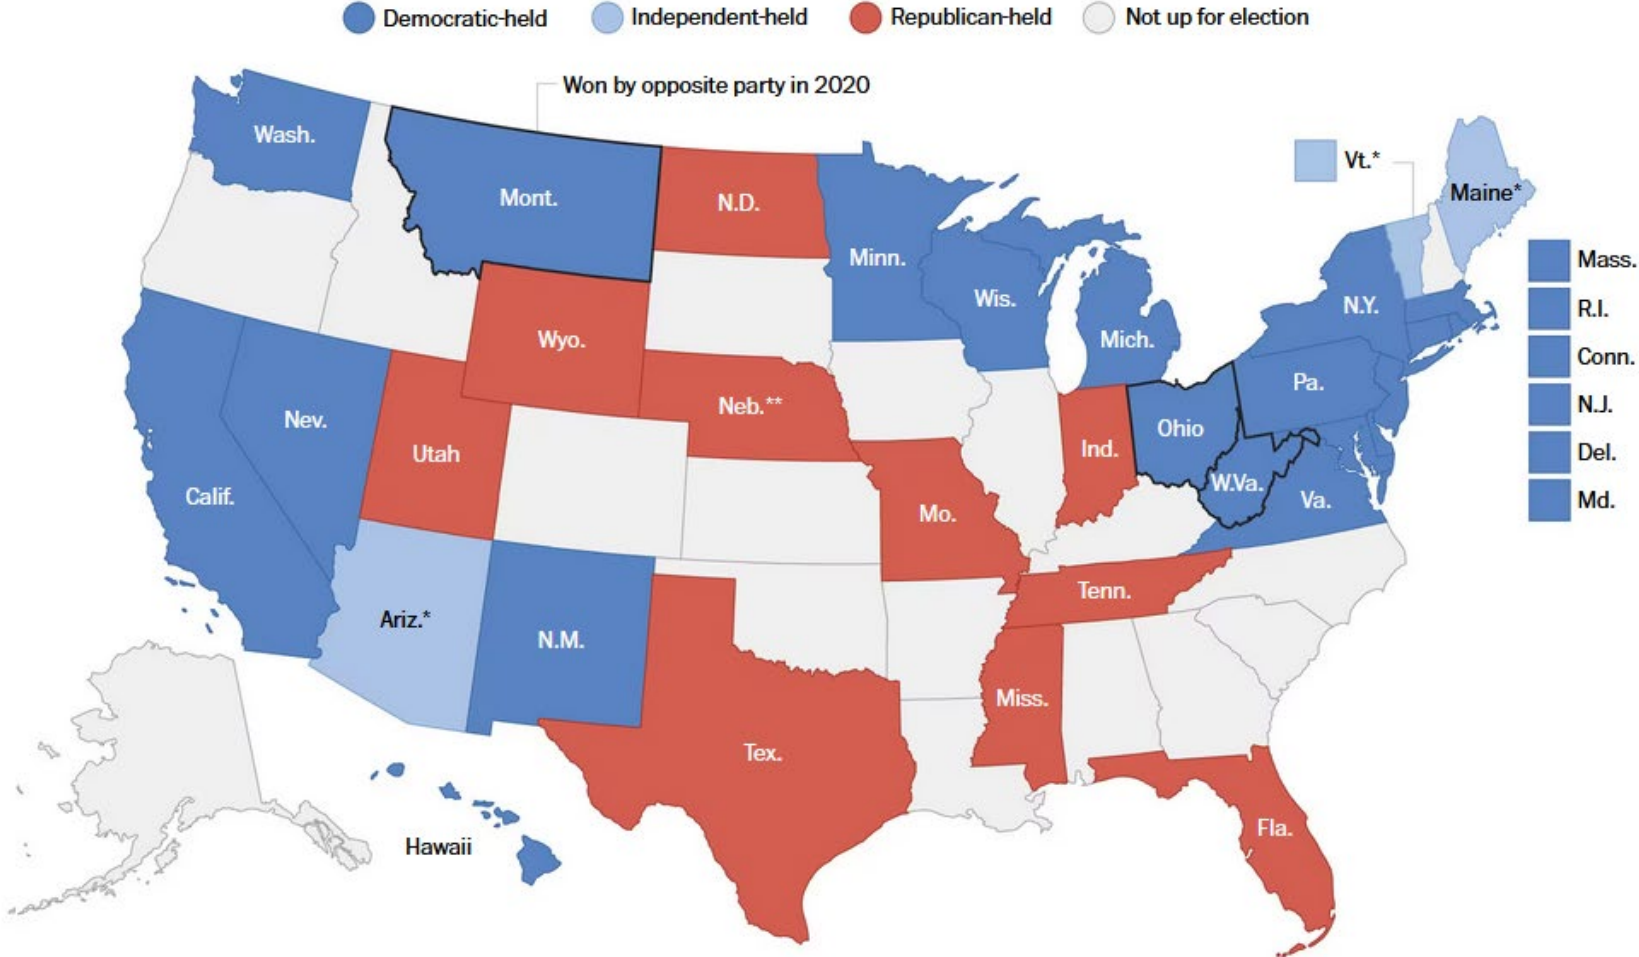 Democratic-held
Independent-held
Republican-held
Not up for election
Won by opposite party in 2020
Wash.
Mont.
N.D.
Minn.
Vt.*
Maine*
Wis.
Mich.
N.Y.
Mass.
R.I.
Conn.
N.J.
Del.
Md.
Wyo.
Neb.**
Nev.
Utah
Calif.
Ind.
Ohio
Pa.
W.Va.
Va.
Mo.
Tenn.
Ariz.*
N.M.
Tex.
Miss.
Fla.
Hawaii